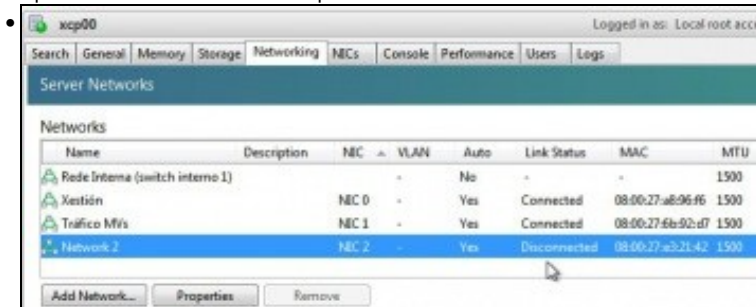 xcp00 Logged in as: Local root acc
Search General Memory Storage Networking NICs Console Performance Users Logs
Server Networks
Networks
Name Description NIC VLAN Auto Link Status MAC MTU
Rede Interna (switch interno 1) - No - - 1500
Xestión NIC 0 - Yes Connected 08:00:27:a8:96:f6 1500
Tráfico MVs NIC 1 - Yes Connected 08:00:27:6b:92:d7 1500
Network 2 NIC 2 - Yes Disconnected 08:00:27:e3:21:42 1500
Add Network... Properties Remove